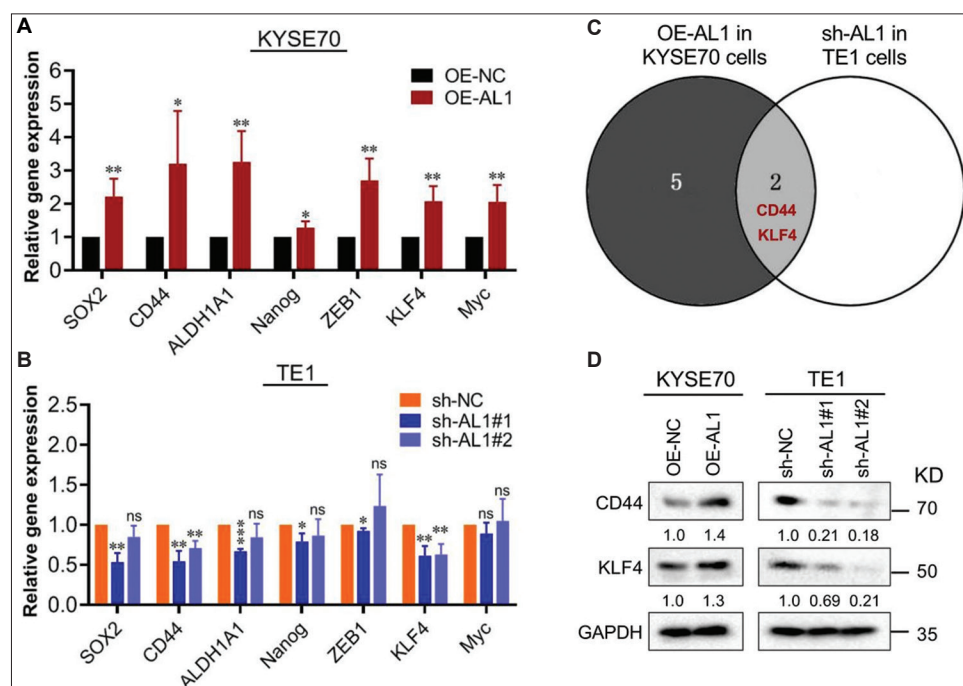 A
KYSE70
OE-NC
OE-AL1
Relative gene expression
6
5
4
3
2
1
0
**
*
**
*
**
**
**
SOX2
CD44
ALDH1A1
Nanog
ZEB1
KLF4
Myc
B
TE1
sh-NC
sh-AL1#1
sh-AL1#2
Relative gene expression
2.5
2.0
1.5
1.0
0.5
0.0
**
ns
**
**
***
ns
*
ns
*
ns
**
**
ns
ns
SOX2
CD44
ALDH1A1
Nanog
ZEB1
KLF4
Myc
C
OE-AL1 in
KYSE70 cells
sh-AL1 in
TE1 cells
5
2
CD44
KLF4
D
KYSE70
TE1
OE-NC
OE-AL1
sh-NC
sh-AL1#1
sh-AL1#2
KD
CD44
70
1.0 1.4 1.0 0.21 0.18
KLF4
50
1.0 1.3 1.0 0.69 0.21
GAPDH
35